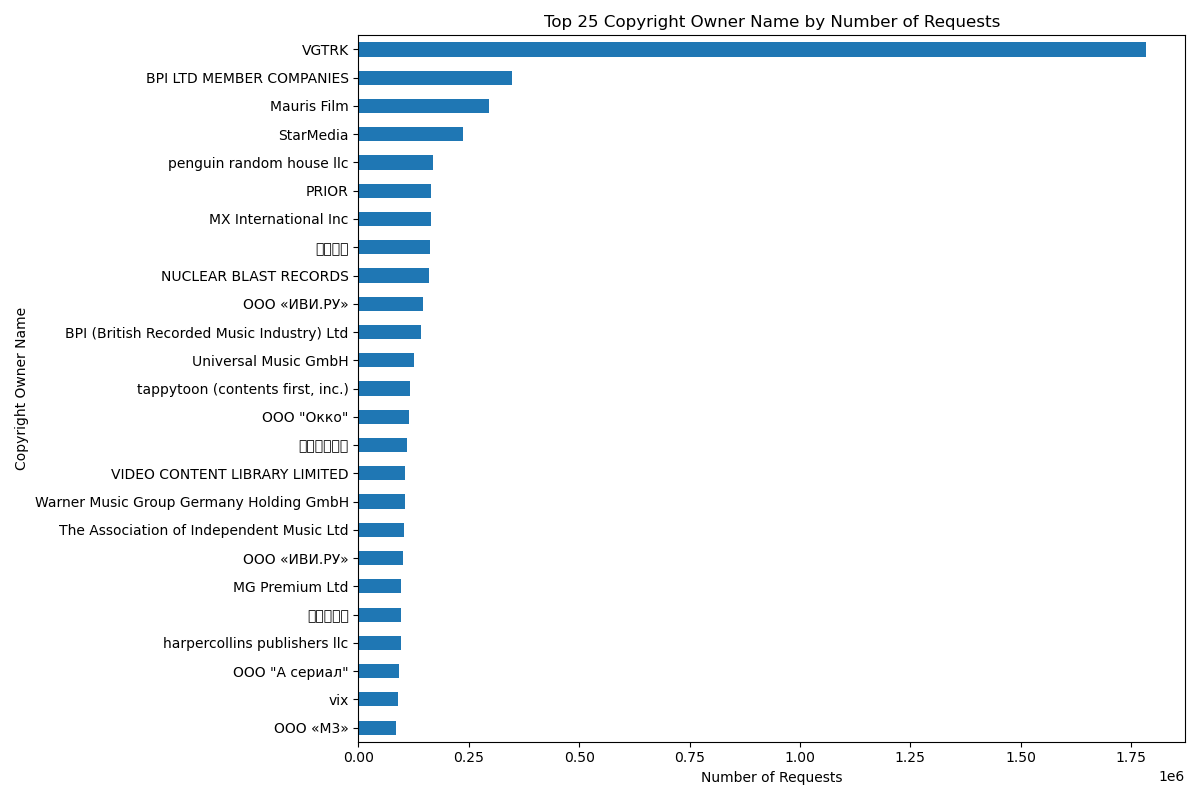 Top 25 Copyright Owner Name by Number of Requests
Copyright Owner Name
VGTRK
BPI LTD MEMBER COMPANIES
Mauris Film
StarMedia
penguin random house llc
PRIOR
MX International Inc
NUCLEAR BLAST RECORDS
ООО «ИВИ.РУ»
BPI (British Recorded Music Industry) Ltd
Universal Music GmbH
tappytoon (contents first, inc.)
ООО "Окко"
VIDEO CONTENT LIBRARY LIMITED
Warner Music Group Germany Holding GmbH
The Association of Independent Music Ltd
ООО «ИВИ.РУ»
MG Premium Ltd
harpercollins publishers llc
ООО "А сериал"
vix
ООО «МЗ»
0.00 0.25 0.50 0.75 1.00 1.25 1.50 1.75
1e6
Number of Requests